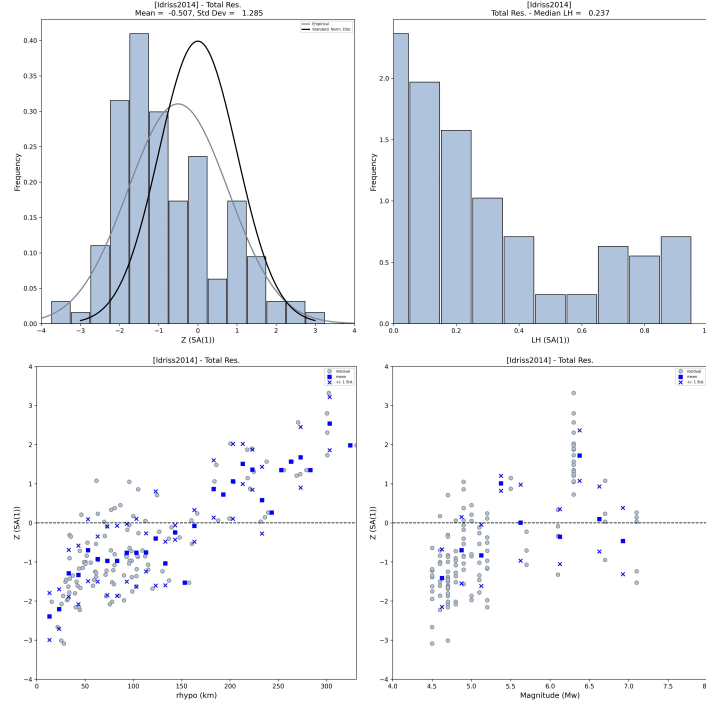 [Idriss2014] - Total Res.
Mean = -0.507, Std Dev = 1.285
Empirical
Standard. Norm. Dist.
Frequency
0.40
0.35
0.30
0.25
0.20
0.15
0.10
0.05
0.00
−4 −3 −2 −1 0 1 2 3 4
Z (SA(1))
[Idriss2014]
Total Res. - Median LH = 0.237
Frequency
2.0
1.5
1.0
0.5
0.0
0.0 0.2 0.4 0.6 0.8 1
LH (SA(1))
[Idriss2014] - Total Res.
residual
mean
+/- 1 Std.
Z (SA(1))
4
3
2
1
0
−1
−2
−3
−4
0 50 100 150 200 250 300
rhypo (km)
[Idriss2014] - Total Res.
residual
mean
+/- 1 Std.
Z (SA(1))
4
3
2
1
0
−1
−2
−3
−4
4.0 4.5 5.0 5.5 6.0 6.5 7.0 7.5 8
Magnitude (Mw)